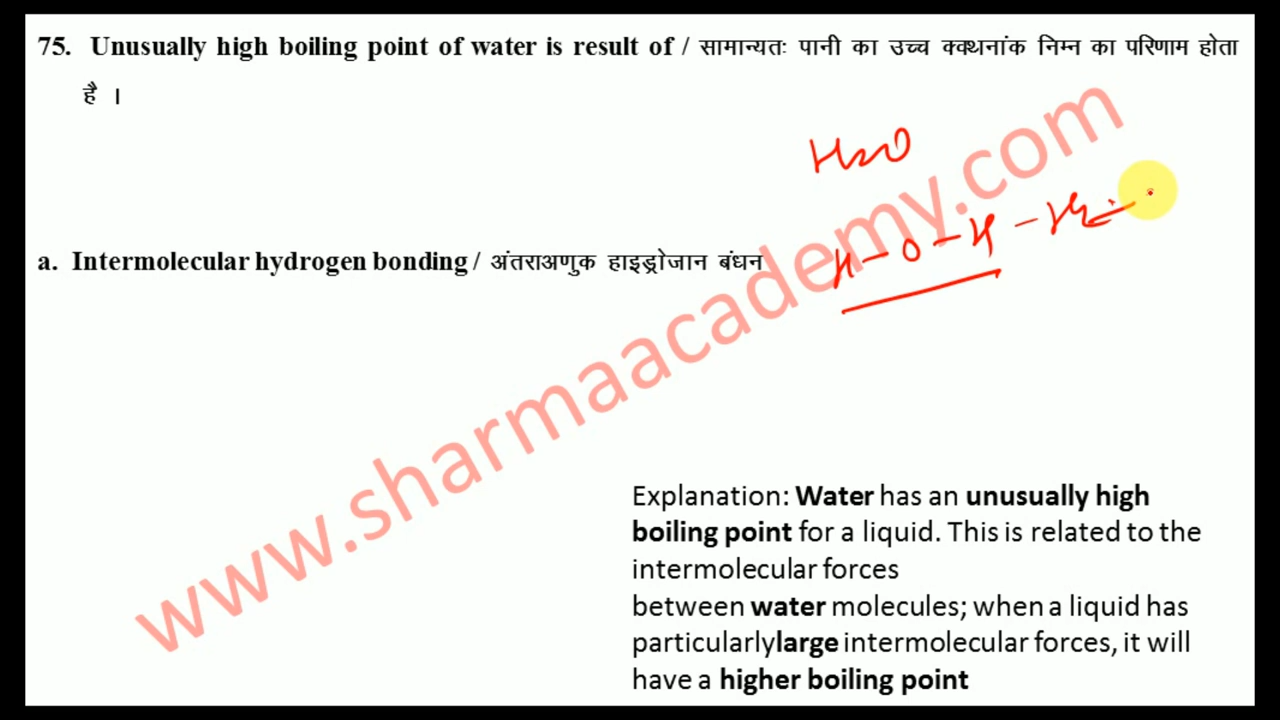 75. Unusually high boiling point of water is result of / सामान्यतः पानी का उच्च क्वथनांक निम्न का परिणाम होता
है ।
H2O
a. Intermolecular hydrogen bonding / अंतराअणुक हाइड्रोजान बंधन
H-O-H-
www.sharmaacademy.com
Explanation: Water has an unusually high
boiling point for a liquid. This is related to the
intermolecular forces
between water molecules; when a liquid has
particularlylarge intermolecular forces, it will
have a higher boiling point